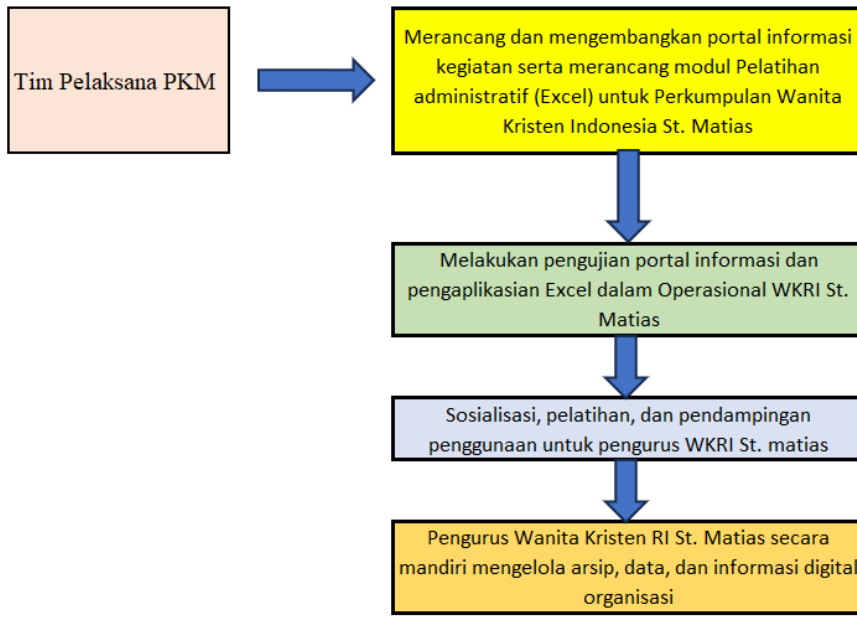 Tim Pelaksana PKM
Merancang dan mengembangkan portal informasi
kegiatan serta merancang modul Pelatihan
administratif (Excel) untuk Perkumpulan Wanita
Kristen Indonesia St. Matias
Melakukan pengujian portal informasi dan
pengaplikasian Excel dalam Operasional WKRI St.
Matias
Sosialisasi, pelatihan, dan pendampingan
penggunaan untuk pengurus WKRI St. matias
Pengurus Wanita Kristen RI St. Matias secara
mandiri mengelola arsip, data, dan informasi digital
organisasi